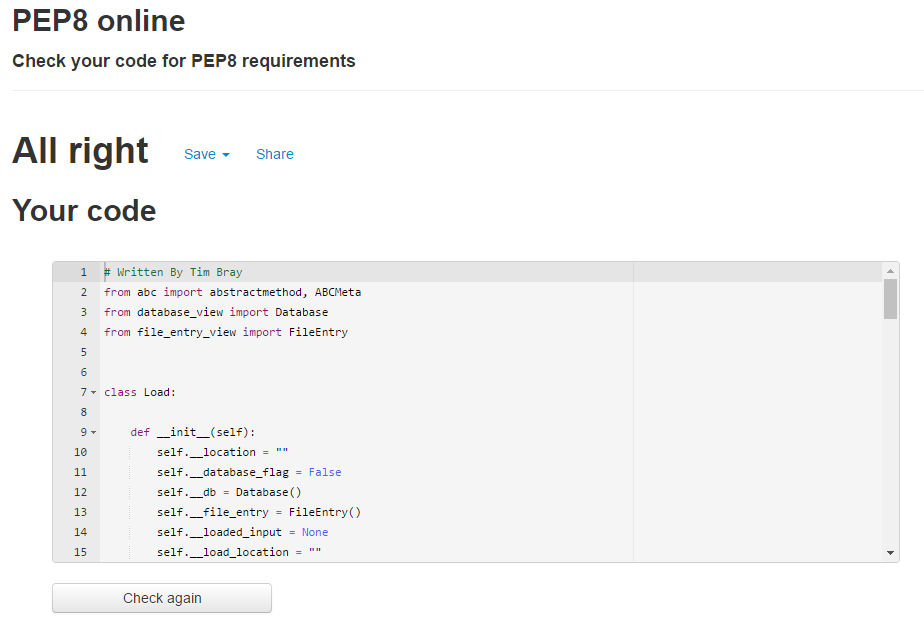 PEP8 online
Check your code for PEP8 requirements
All right Save Share
Your code
1 # Written By Tim Bray
2 from abc import abstractmethod, ABCMeta
3 from database_view import Database
4 from file_entry_view import FileEntry
5
6
7 class Load:
8
9 def __init__(self):
10 self.__location = ""
11 self.__database_flag = False
12 self.__db = Database()
13 self.__file_entry = FileEntry()
14 self.__loaded_input = None
15 self.__load_location = ""
Check again